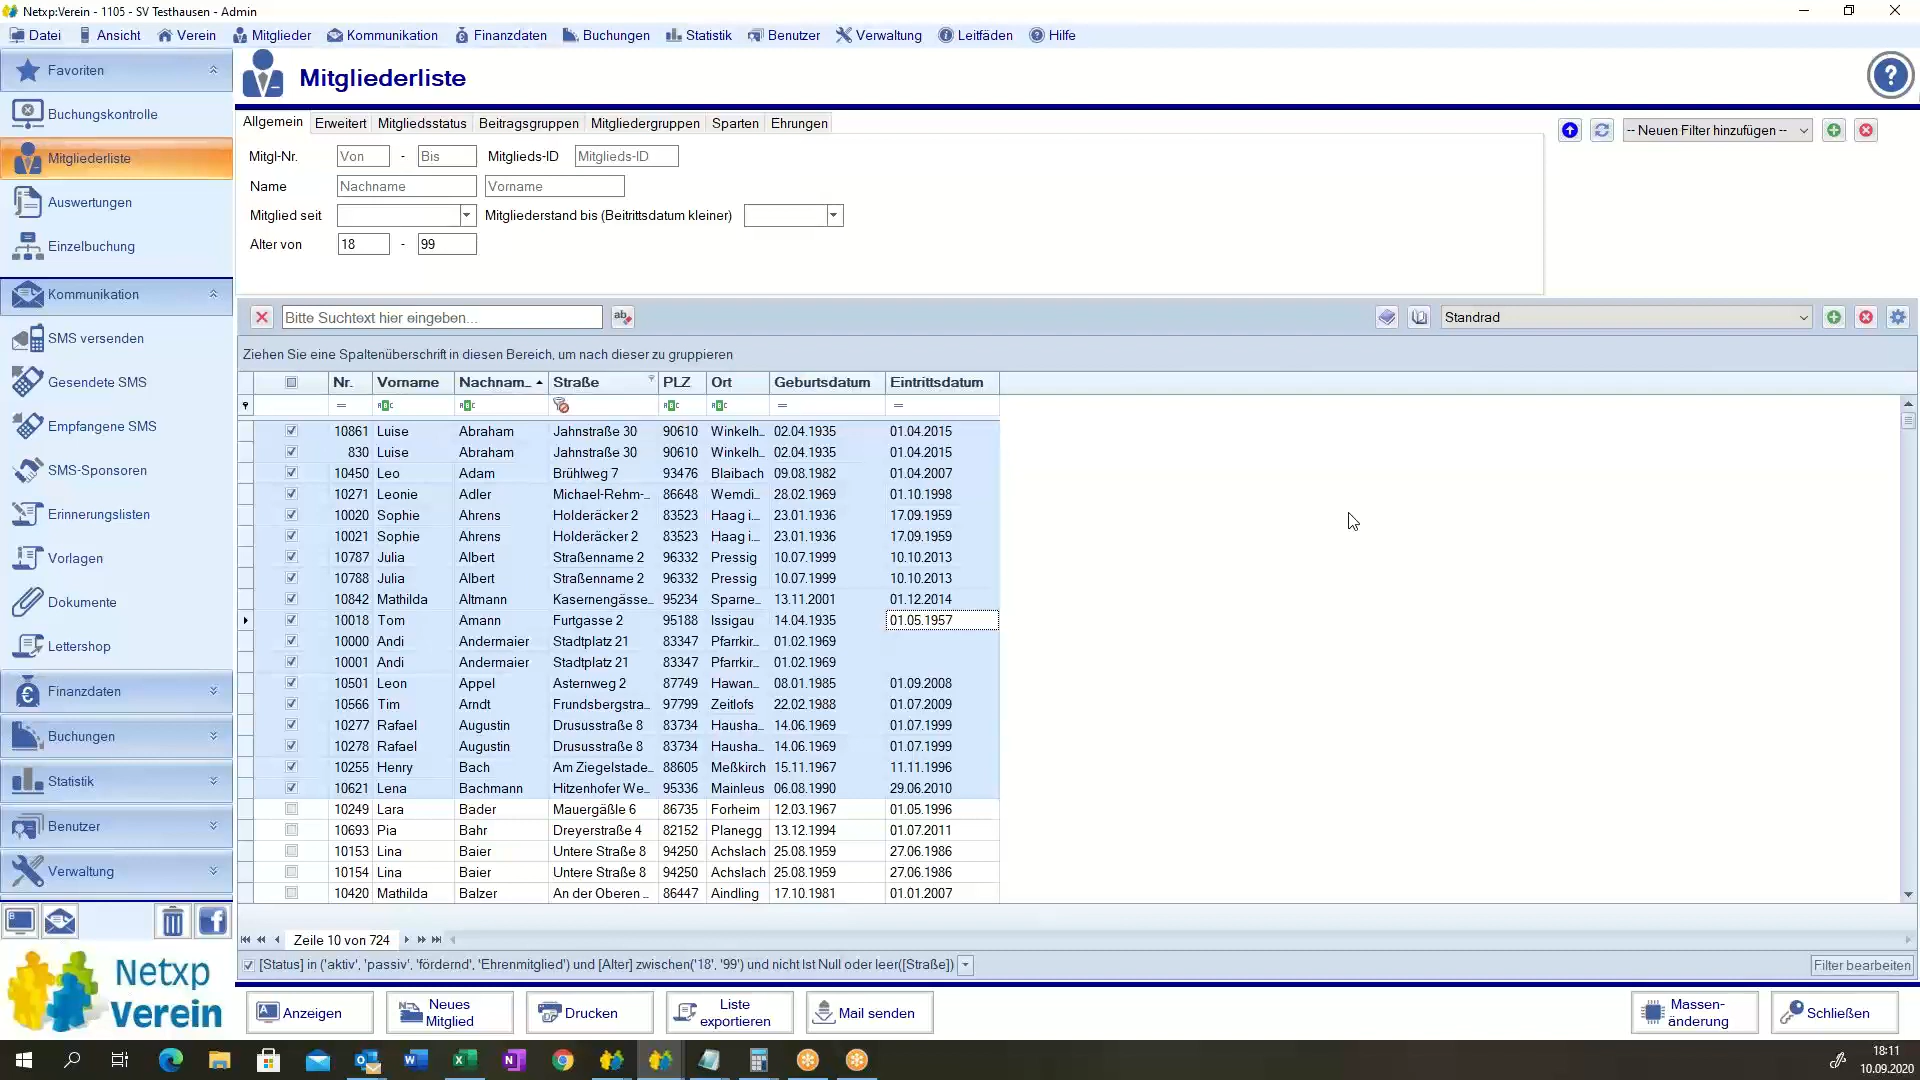 Netxp:Verein - 1105 - SV Testhausen - Admin
Datei Ansicht Verein Mitglieder Kommunikation Finanzdaten Buchungen Statistik Benutzer Verwaltung Leitfäden Hilfe
Favoriten
Buchungskontrolle
Mitgliederliste
Auswertungen
Einzelbuchung
Kommunikation
SMS versenden
Gesendete SMS
Empfangene SMS
SMS-Sponsoren
Erinnerungslisten
Vorlagen
Dokumente
Lettershop
Finanzdaten
Buchungen
Statistik
Benutzer
Verwaltung
Netxp
Verein
Mitgliederliste
Allgemein Erweitert Mitgliedsstatus Beitragsgruppen Mitgliedergruppen Sparten Ehrungen
-- Neuen Filter hinzufügen --
Mitgl-Nr. Von - Bis Mitglieds-ID Mitglieds-ID
Name Nachname Vorname
Mitglied seit Mitgliederstand bis (Beitrittsdatum kleiner)
Alter von 18 - 99
Bitte Suchtext hier eingeben... Standrad
Ziehen Sie eine Spaltenüberschrift in diesen Bereich, um nach dieser zu gruppieren
Nr. Vorname Nachnam... Straße PLZ Ort Geburtsdatum Eintrittsdatum
10861 Luise Abraham Jahnstraße 30 90610 Winkelh... 02.04.1935 01.04.2015
830 Luise Abraham Jahnstraße 30 90610 Winkelh... 02.04.1935 01.04.2015
10450 Leo Adam Brühlweg 7 93476 Blaibach 09.08.1982 01.04.2007
10271 Leonie Adler Michael-Rehm-... 86648 Wemdi... 28.02.1969 01.10.1998
10020 Sophie Ahrens Holderäcker 2 83523 Haag i... 23.01.1936 17.09.1959
10021 Sophie Ahrens Holderäcker 2 83523 Haag i... 23.01.1936 17.09.1959
10787 Julia Albert Straßenname 2 96332 Pressig 10.07.1999 10.10.2013
10788 Julia Albert Straßenname 2 96332 Pressig 10.07.1999 10.10.2013
10842 Mathilda Altmann Kasernengässe... 95234 Sparne... 13.11.2001 01.12.2014
10018 Tom Amann Furtgasse 2 95188 Issigau 14.04.1935 01.05.1957
10000 Andi Andermaier Stadtplatz 21 83347 Pfarrkir... 01.02.1969
10001 Andi Andermaier Stadtplatz 21 83347 Pfarrkir... 01.02.1969
10501 Leon Appel Asternweg 2 87749 Hawan... 08.01.1985 01.09.2008
10566 Tim Arndt Frundsbergstra... 97799 Zeitlofs 22.02.1988 01.07.2009
10277 Rafael Augustin Drususstraße 8 83734 Hausha... 14.06.1969 01.07.1999
10278 Rafael Augustin Drususstraße 8 83734 Hausha... 14.06.1969 01.07.1999
10255 Henry Bach Am Ziegelstade... 88605 Meßkirch 15.11.1967 11.11.1996
10621 Lena Bachmann Hitzenhofer We... 95336 Mainleus 06.08.1990 29.06.2010
10249 Lara Bader Mauergäßle 6 86735 Forheim 12.03.1967 01.05.1996
10693 Pia Bahr Dreyerstraße 4 82152 Planegg 13.12.1994 01.07.2011
10153 Lina Baier Untere Straße 8 94250 Achslach 25.08.1959 27.06.1986
10154 Lina Baier Untere Straße 8 94250 Achslach 25.08.1959 27.06.1986
10420 Mathilda Balzer An der Oberen ... 86447 Aindling 17.10.1981 01.01.2007
Zeile 10 von 724
[Status] in ('aktiv', 'passiv', 'fördernd', 'Ehrenmitglied') und [Alter] zwischen('18', '99') und nicht Ist Null oder leer([Straße]) Filter bearbeiten
Anzeigen
Neues Mitglied
Drucken
Liste exportieren
Mail senden
Massen-änderung
Schließen
18:11
10.09.2020